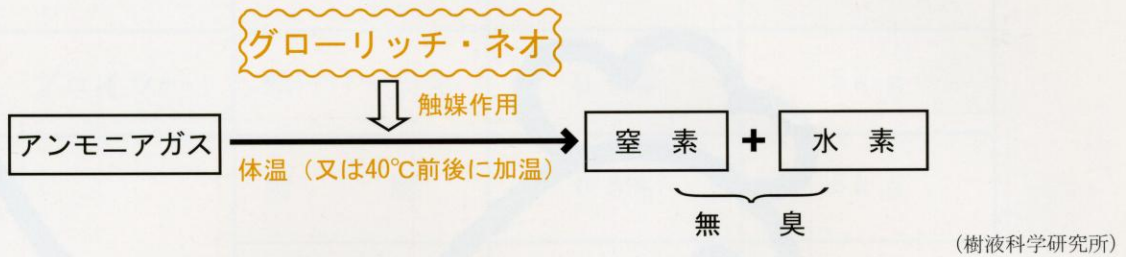 グローリッチ・ネオ
触媒作用
アンモニアガス
体温（又は40℃前後に加温）
窒素
+
水素
無臭
（樹液科学研究所）